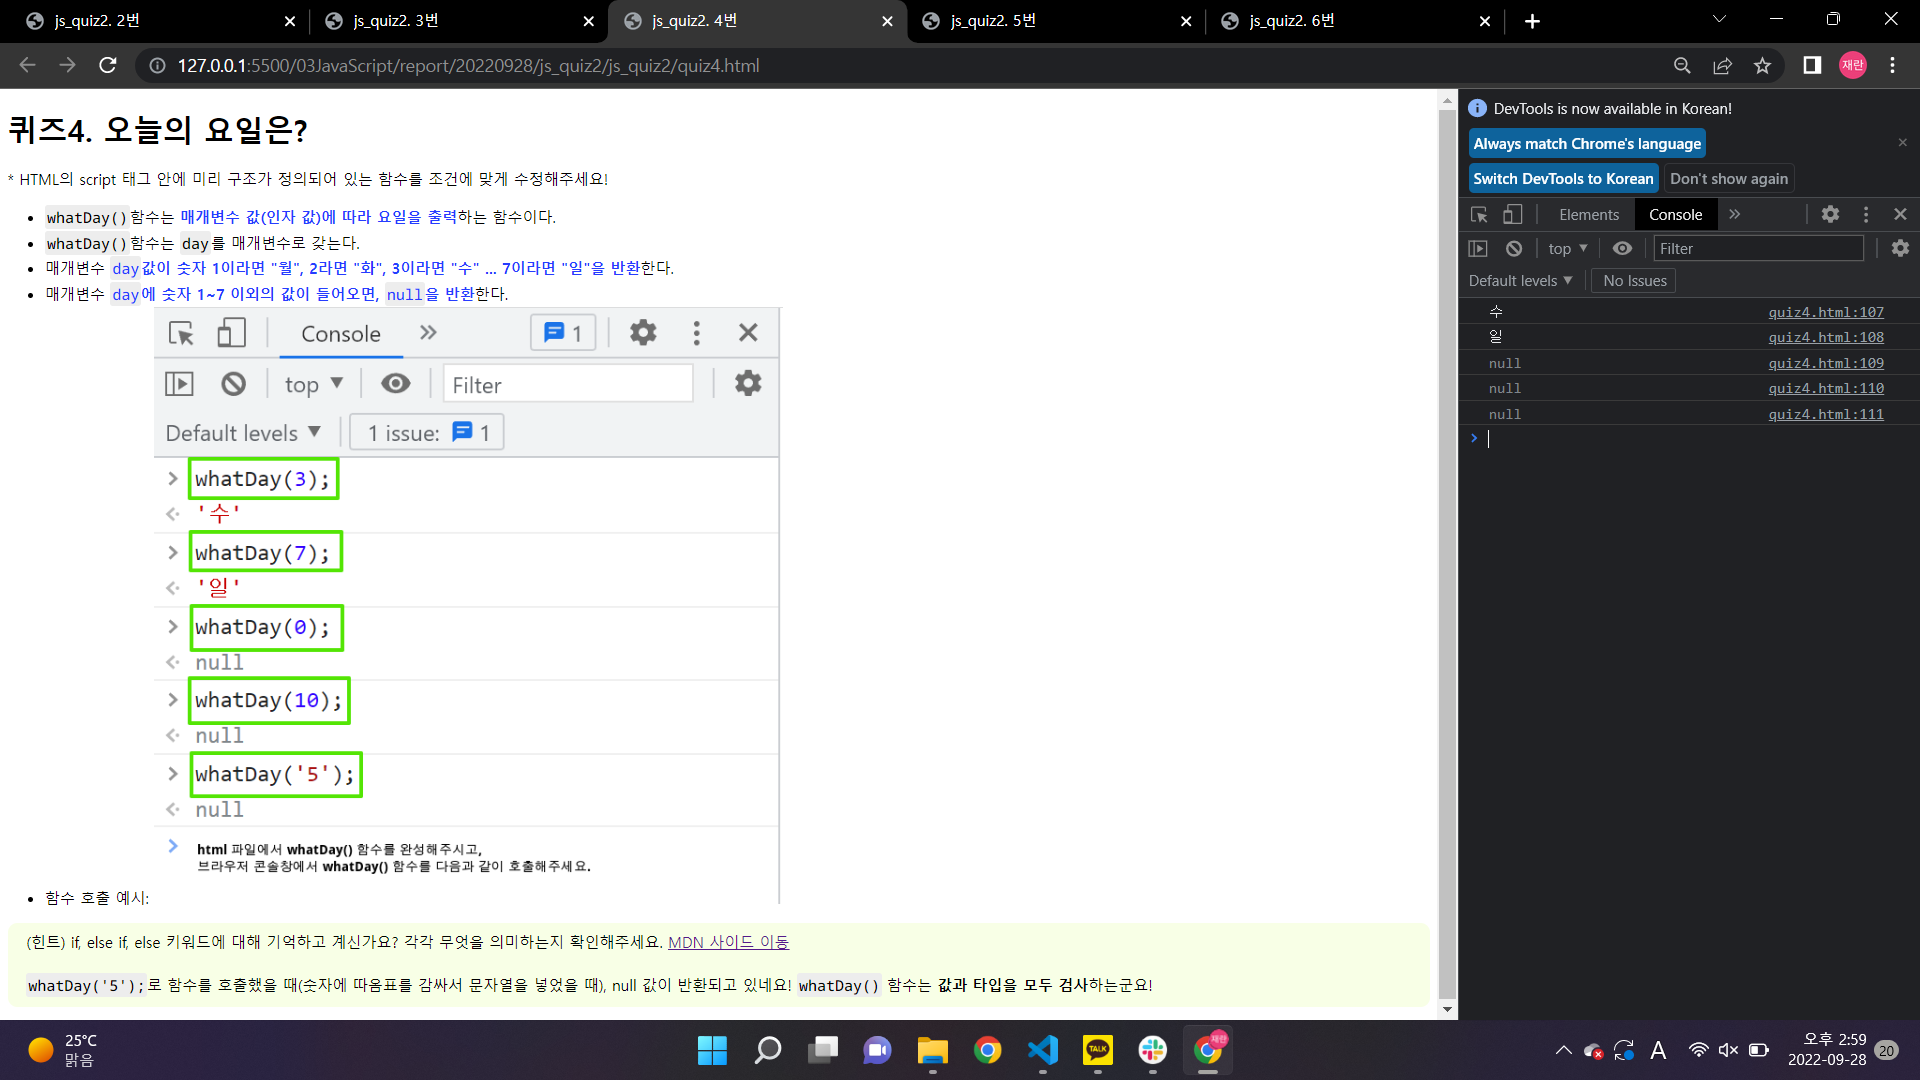 js_quiz2. 2번
js_quiz2. 3번
js_quiz2. 4번
js_quiz2. 5번
js_quiz2. 6번
127.0.0.1:5500/03JavaScript/report/20220928/js_quiz2/js_quiz2/quiz4.html
재란
퀴즈4. 오늘의 요일은?
* HTML의 script 태그 안에 미리 구조가 정의되어 있는 함수를 조건에 맞게 수정해주세요!
whatDay()함수는 매개변수 값(인자 값)에 따라 요일을 출력하는 함수이다.
whatDay()함수는 day를 매개변수로 갖는다.
매개변수 day값이 숫자 1이라면 "월", 2라면 "화", 3이라면 "수" ... 7이라면 "일"을 반환한다.
매개변수 day에 숫자 1~7 이외의 값이 들어오면, null을 반환한다.
Console
1
top
Filter
Default levels
1 issue: 1
whatDay(3);
'수'
whatDay(7);
'일'
whatDay(0);
null
whatDay(10);
null
whatDay('5');
null
html 파일에서 whatDay() 함수를 완성해주시고,
브라우저 콘솔창에서 whatDay() 함수를 다음과 같이 호출해주세요.
함수 호출 예시:
(힌트) if, else if, else 키워드에 대해 기억하고 계신가요? 각각 무엇을 의미하는지 확인해주세요. MDN 사이드 이동
whatDay('5');로 함수를 호출했을 때(숫자에 따옴표를 감싸서 문자열을 넣었을 때), null 값이 반환되고 있네요! whatDay() 함수는 값과 타입을 모두 검사하는군요!
DevTools is now available in Korean!
Always match Chrome's language
Switch DevTools to Korean
Don't show again
Elements
Console
top
Filter
Default levels
No Issues
수 quiz4.html:107
일 quiz4.html:108
null quiz4.html:109
null quiz4.html:110
null quiz4.html:111
25°C
맑음
TALK
재란
A
오후 2:59
2022-09-28
20